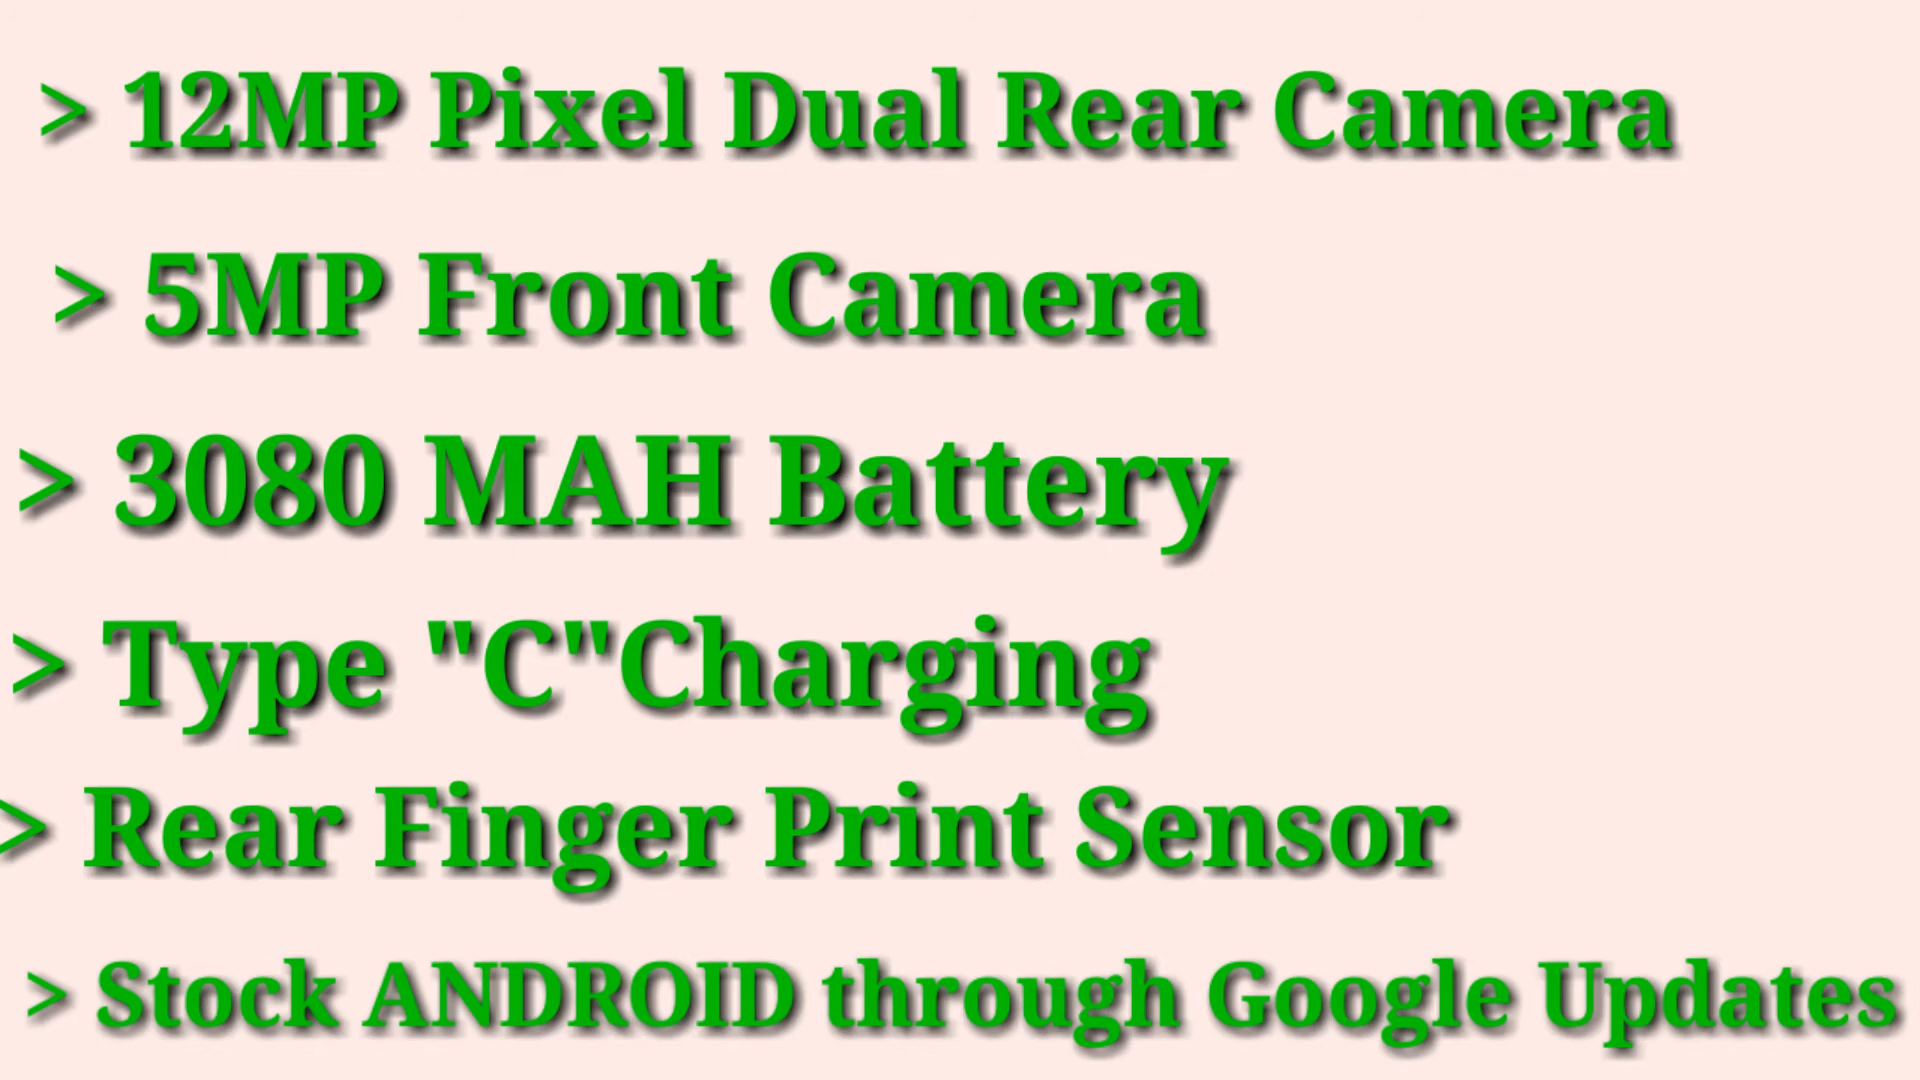 > 12MP Pixel Dual Rear Camera
> 5MP Front Camera
> 3080 MAH Battery
> Type "C"Charging
> Rear Finger Print Sensor
> Stock ANDROID through Google Updates